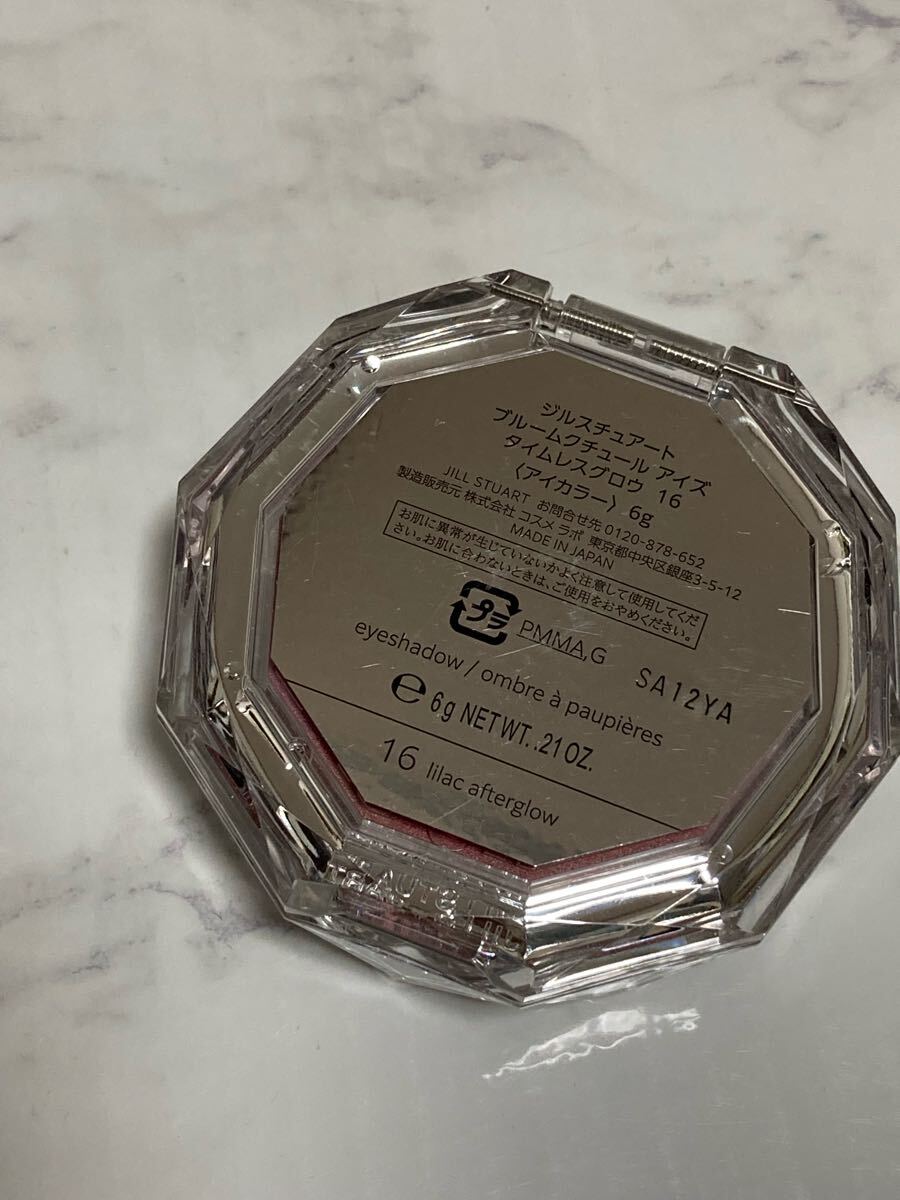 ジルスチュアート
ブルームクチュール アイズ
タイムレスグロウ 16
〈アイカラー〉 6g
JILL STUART お問合せ先 0120-878-652
製造販売元 株式会社 コスメ ラボ 東京都中央区銀座3-5-12
MADE IN JAPAN
お肌に異常が生じていないかよく注意して使用してくだ
さい。お肌に合わないときは、ご使用をおやめください。
プラ PMMA,G
SA12YA
eyeshadow / ombre à paupières
℮ 6g NETWT. .21OZ.
16 lilac afterglow